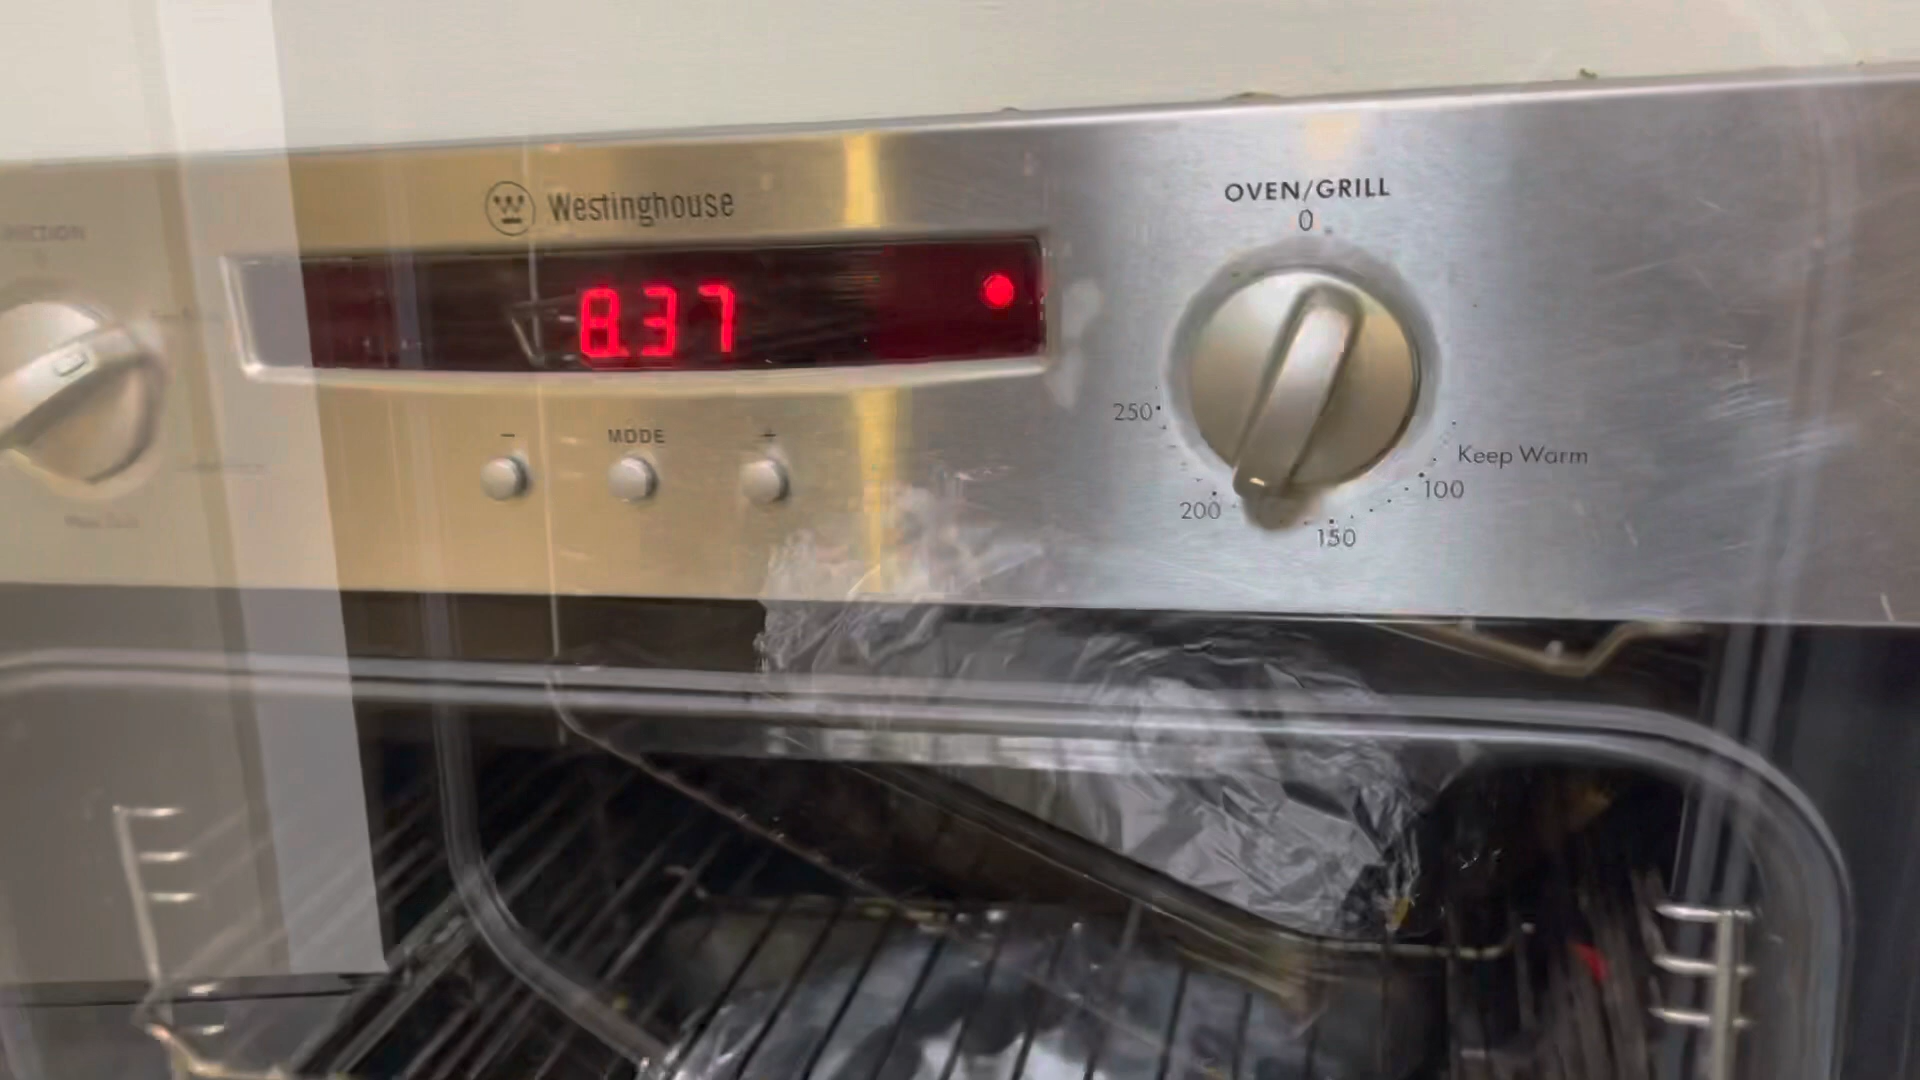 OVEN/GRILL
0
Westinghouse
8.37
250
- MODE +
Keep Warm
100
200
150